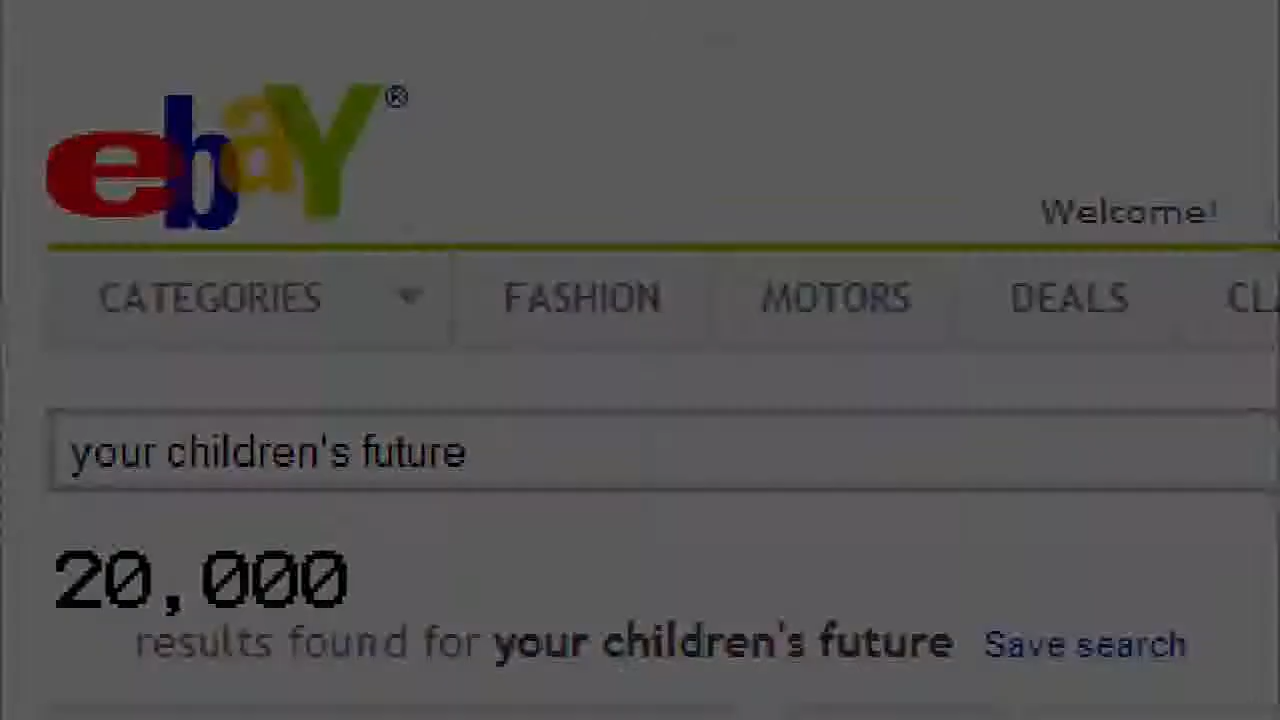 ebaY®
Welcome!
CATEGORIES FASHION MOTORS DEALS CLA
your children's future
20,000
results found for your children's future Save search